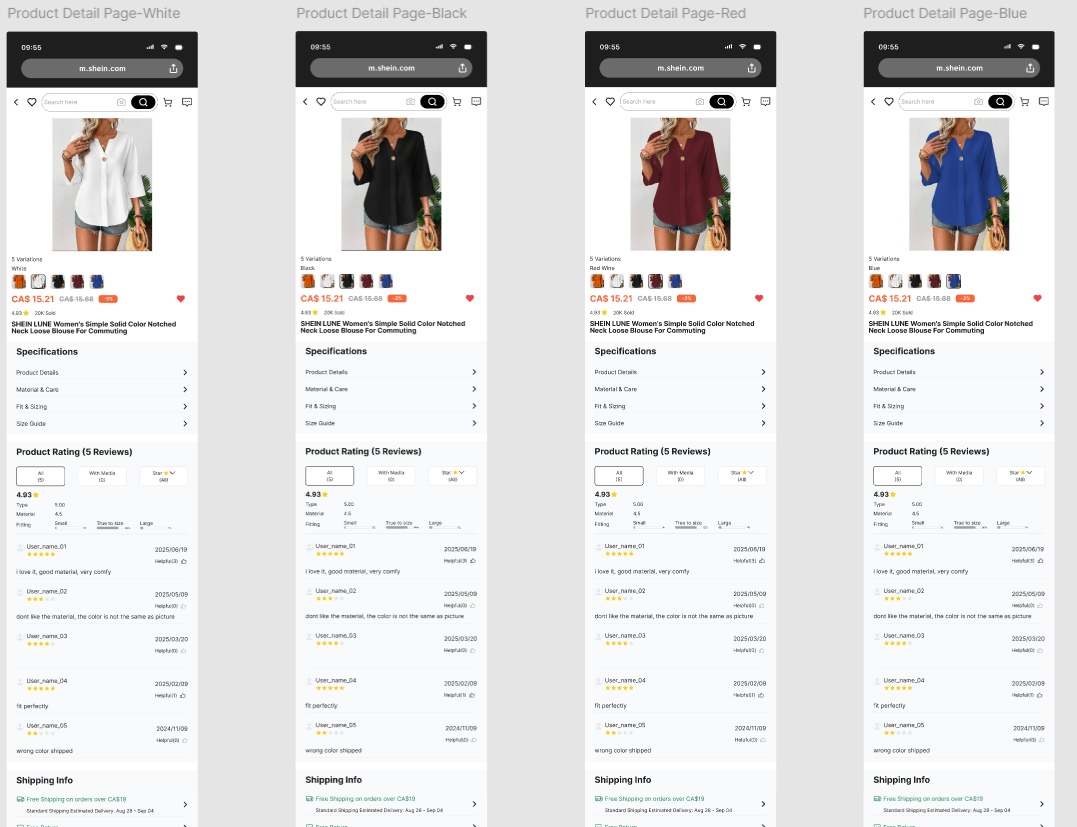 Product Detail Page-White
09:55
m.shein.com
Search here
5 Variations
White
CA$ 15.21 CA$ 15.68 -3%
4.93 20K Sold
SHEIN LUNE Women's Simple Solid Color Notched
Neck Loose Blouse For Commuting
Specifications
Product Details
Material & Care
Fit & Sizing
Size Guide
Product Rating (5 Reviews)
All
(5)
With Media
(0)
Star
(All)
4.93
Type 5.00
Material 4.5
Fitting Small True to size Large
User_name_01
2025/06/19
Helpful(3)
i love it, good material, very comfy
User_name_02
2025/05/09
Helpful(0)
dont like the material, the color is not the same as picture
User_name_03
2025/03/20
Helpful(0)
User_name_04
2025/02/09
Helpful(1)
fit perfectly
User_name_05
2024/11/09
Helpful(0)
wrong color shipped
Shipping Info
Free Shipping on orders over CA$19
Standard Shipping Estimated Delivery: Aug 28 - Sep 04
Product Detail Page-Black
09:55
m.shein.com
Search here
5 Variations
Black
CA$ 15.21 CA$ 15.68 -3%
4.93 20K Sold
SHEIN LUNE Women's Simple Solid Color Notched
Neck Loose Blouse For Commuting
Specifications
Product Details
Material & Care
Fit & Sizing
Size Guide
Product Rating (5 Reviews)
All
(5)
With Media
(0)
Star
(All)
4.93
Type 5.00
Material 4.5
Fitting Small True to size Large
User_name_01
2025/06/19
Helpful(3)
i love it, good material, very comfy
User_name_02
2025/05/09
Helpful(0)
dont like the material, the color is not the same as picture
User_name_03
2025/03/20
Helpful(0)
User_name_04
2025/02/09
Helpful(1)
fit perfectly
User_name_05
2024/11/09
Helpful(0)
wrong color shipped
Shipping Info
Free Shipping on orders over CA$19
Standard Shipping Estimated Delivery: Aug 28 - Sep 04
Free Return
Product Detail Page-Red
09:55
m.shein.com
Search here
5 Variations
Red Wine
CA$ 15.21 CA$ 15.68 -3%
4.93 20K Sold
SHEIN LUNE Women's Simple Solid Color Notched
Neck Loose Blouse For Commuting
Specifications
Product Details
Material & Care
Fit & Sizing
Size Guide
Product Rating (5 Reviews)
All
(5)
With Media
(0)
Star
(All)
4.93
Type 5.00
Material 4.5
Fitting Small True to size Large
User_name_01
2025/06/19
Helpful(3)
i love it, good material, very comfy
User_name_02
2025/05/09
Helpful(0)
dont like the material, the color is not the same as picture
User_name_03
2025/03/20
Helpful(0)
User_name_04
2025/02/09
Helpful(1)
fit perfectly
User_name_05
2024/11/09
Helpful(0)
wrong color shipped
Shipping Info
Free Shipping on orders over CA$19
Standard Shipping Estimated Delivery: Aug 28 - Sep 04
Product Detail Page-Blue
09:55
m.shein.com
Search here
5 Variations
Blue
CA$ 15.21 CA$ 15.68 -3%
4.93 20K Sold
SHEIN LUNE Women's Simple Solid Color Notched
Neck Loose Blouse For Commuting
Specifications
Product Details
Material & Care
Fit & Sizing
Size Guide
Product Rating (5 Reviews)
All
(5)
With Media
(0)
Star
(All)
4.93
Type 5.00
Material 4.5
Fitting Small True to size Large
User_name_01
2025/06/19
Helpful(3)
i love it, good material, very comfy
User_name_02
2025/05/09
Helpful(0)
dont like the material, the color is not the same as picture
User_name_03
2025/03/20
Helpful(0)
User_name_04
2025/02/09
Helpful(1)
fit perfectly
User_name_05
2024/11/09
Helpful(0)
wrong color shipped
Shipping Info
Free Shipping on orders over CA$19
Standard Shipping Estimated Delivery: Aug 28 - Sep 04